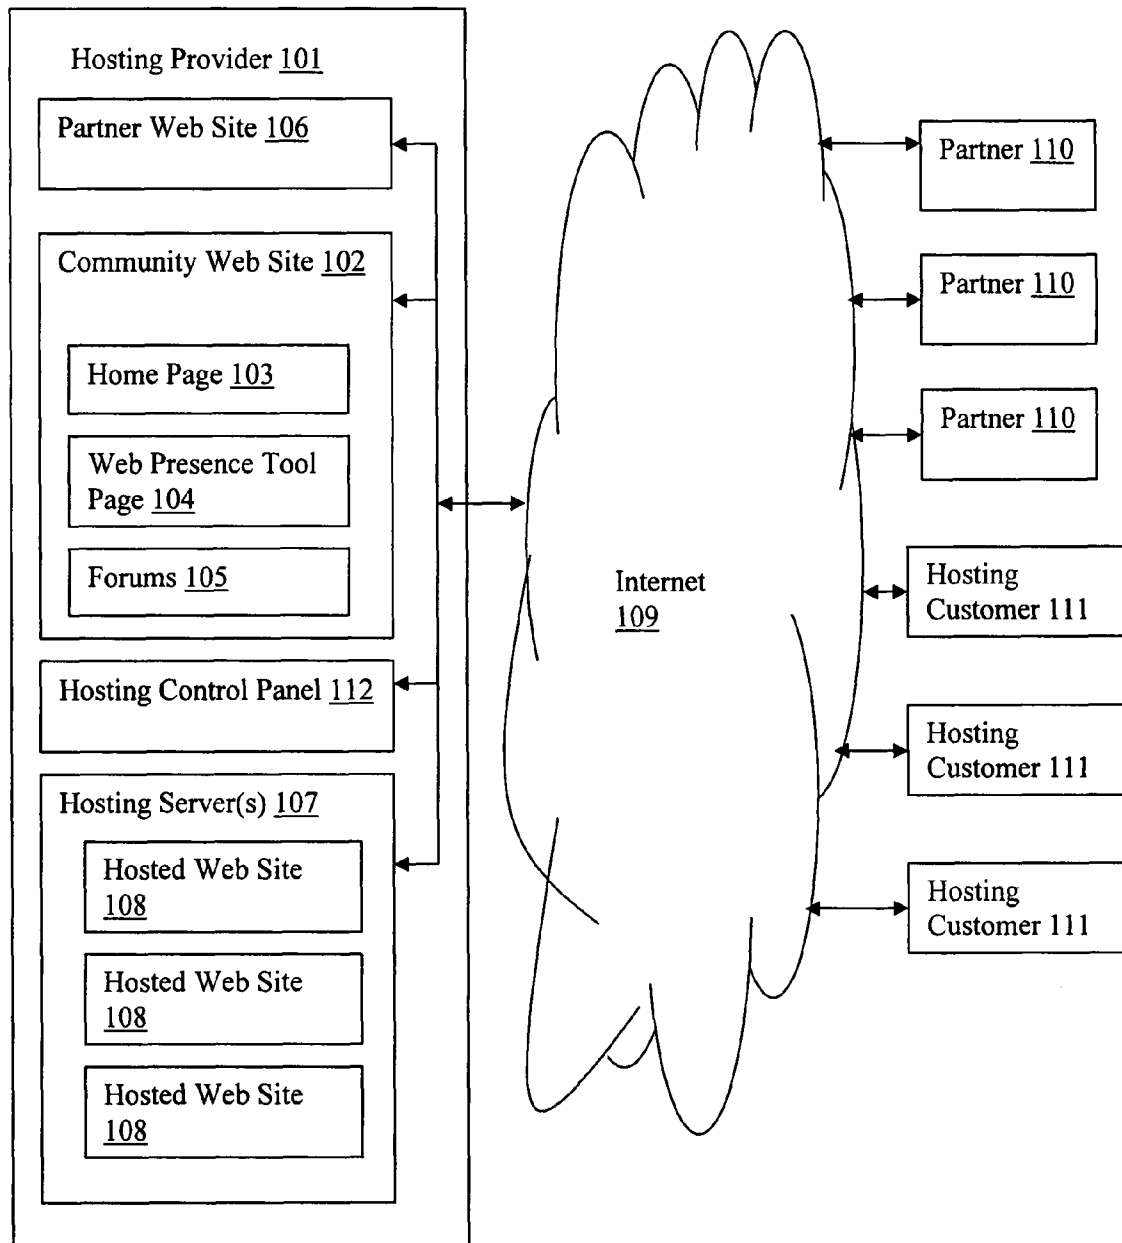 Hosting Provider 101
Partner Web Site 106
Community Web Site 102
Home Page 103
Web Presence Tool
Page 104
Forums 105
Hosting Control Panel 112
Hosting Server(s) 107
Hosted Web Site
108
Hosted Web Site
108
Hosted Web Site
108
Internet
109
Partner 110
Partner 110
Partner 110
Hosting
Customer 111
Hosting
Customer 111
Hosting
Customer 111